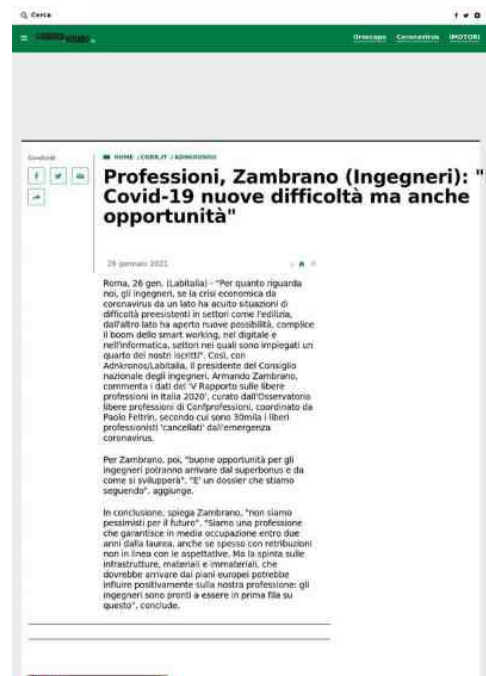 Cerca
Oroscopo Coronavirus IMOTORI
Condividi
HOME / CORR.IT / ADNKRONOS
Professioni, Zambrano (Ingegneri): "
Covid-19 nuove difficoltà ma anche
opportunità"
26 gennaio 2021
Roma, 26 gen. (Labitalia) - "Per quanto riguarda
noi, gli ingegneri, se la crisi economica da
coronavirus da un lato ha acuito situazioni di
difficoltà preesistenti in settori come l'edilizia,
dall'altro lato ha aperto nuove possibilità, complice
il boom dello smart working, nel digitale e
nell'informatica, settori nei quali sono impiegati un
quarto dei nostri iscritti". Così, con
Adnkronos/Labitalia, il presidente del Consiglio
nazionale degli ingegneri, Armando Zambrano,
commenta i dati del 'V Rapporto sulle libere
professioni in Italia 2020', curato dall'Osservatorio
libere professioni di Confprofessioni, coordinato da
Paolo Feltrin, secondo cui sono 30mila i liberi
professionisti 'cancellati' dall'emergenza
coronavirus.
Per Zambrano, poi, "buone opportunità per gli
ingegneri potranno arrivare dal superbonus e da
come si svilupperà". "E' un dossier che stiamo
seguendo", aggiunge.
In conclusione, spiega Zambrano, "non siamo
pessimisti per il futuro". "Siamo una professione
che garantisce in media occupazione entro due
anni dalla laurea, anche se spesso con retribuzioni
non in linea con le aspettative. Ma la spinta sulle
infrastrutture, materiali e immateriali, che
dovrebbe arrivare dai piani europei potrebbe
influire positivamente sulla nostra professione: gli
ingegneri sono pronti a essere in prima fila su
questo", conclude.